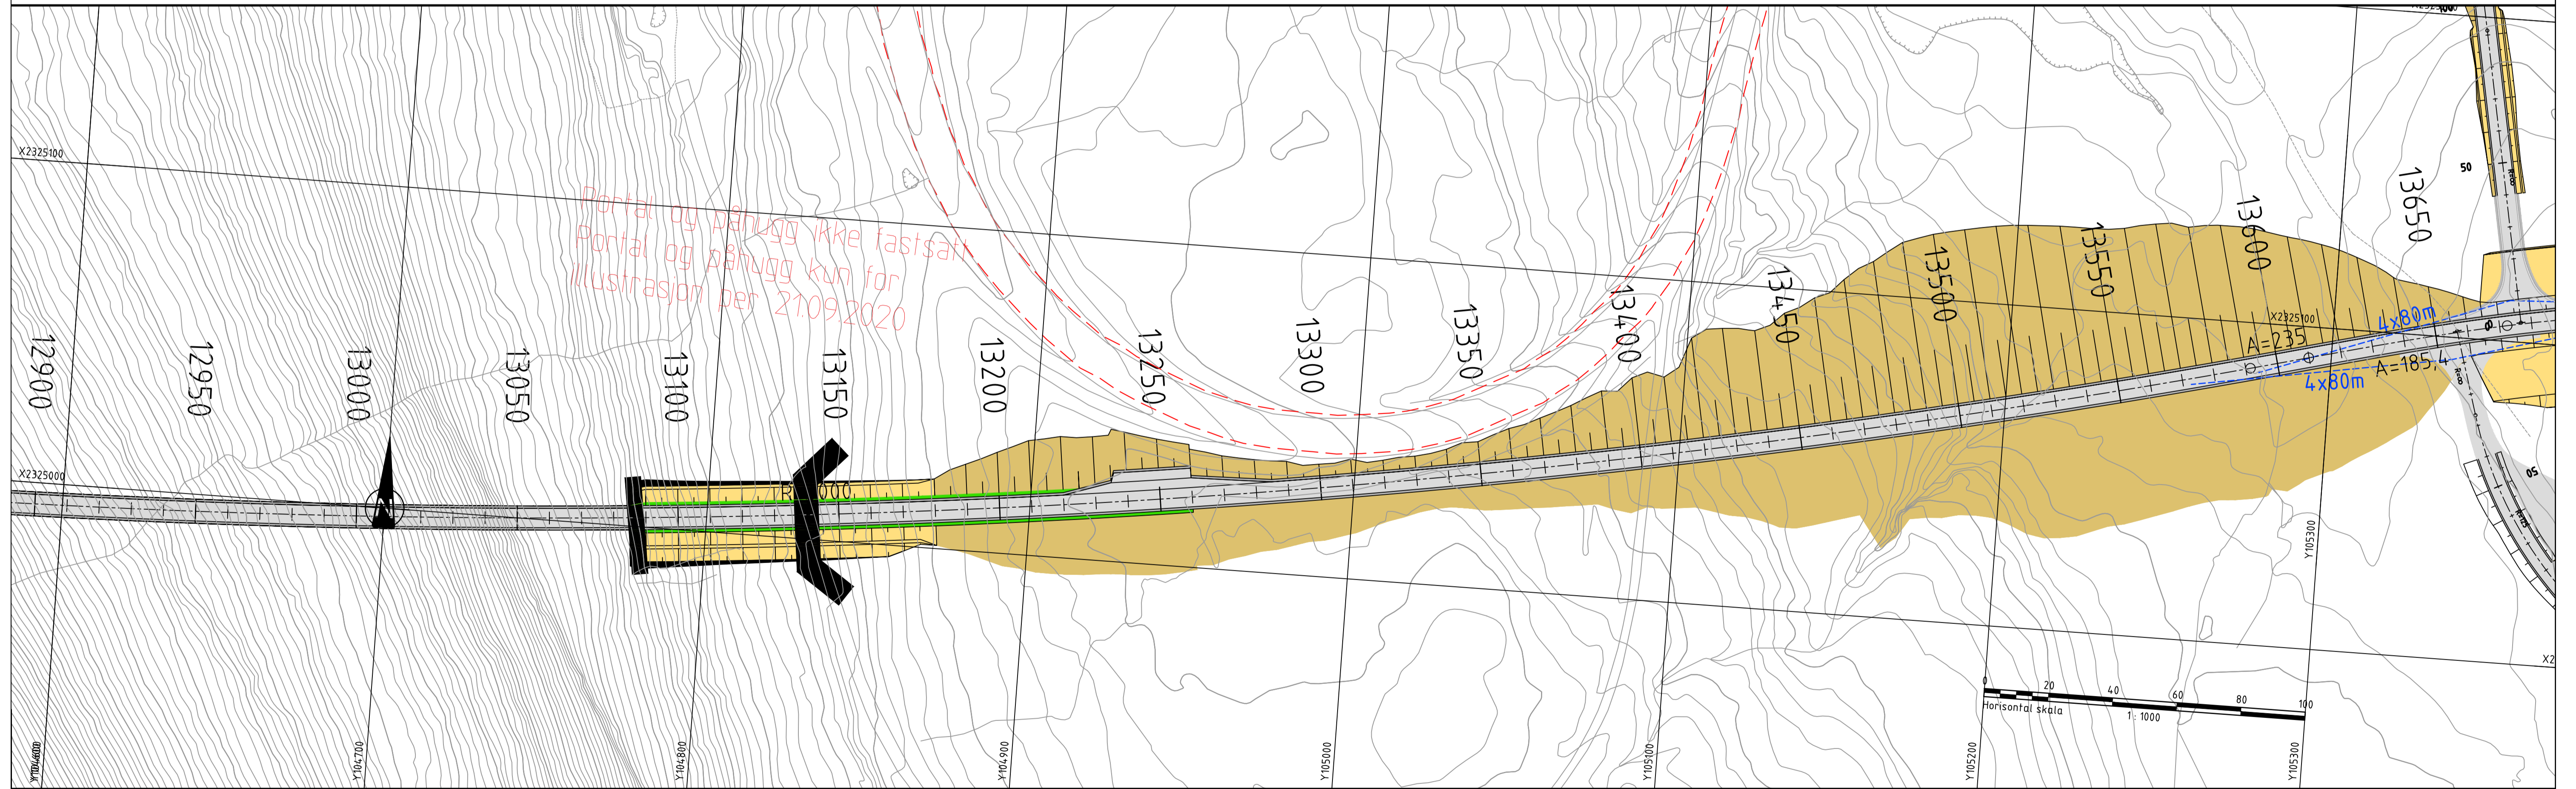 X2325100
50
13650
13600
Portal og påhugg ikke fastsatt
Portal og påhugg kun for
illustrasjon per 21.09.2020
13550
13500
13450
13400
13350
13300
13250
13200
13150
13100
13050
13000
12950
12900
X2325100
4x80m
A=235
A=185,4
4x80m
R=∞
R=∞
X2325000
N
50
R=125
Y105300
0 20 40 60 80 100
Horisontal skala
1 : 1000
Y104700
Y104800
Y104900
Y105000
Y105100
Y105200
Y105300